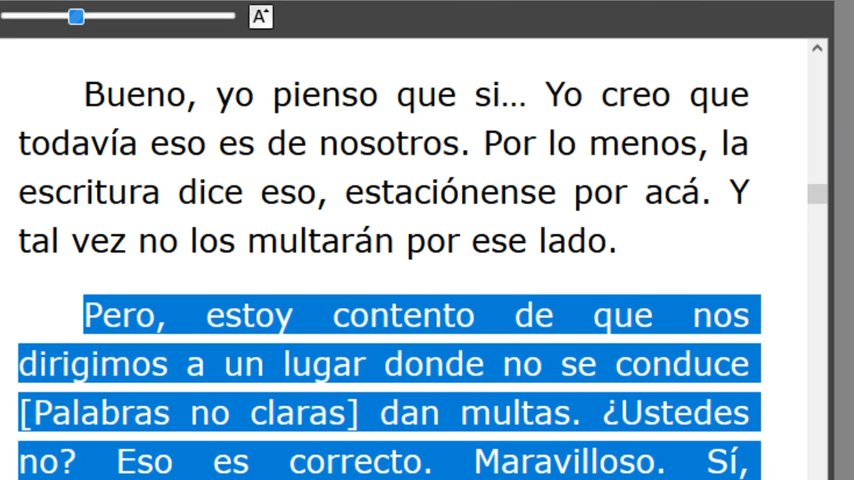 A
Bueno, yo pienso que si... Yo creo que
todavía eso es de nosotros. Por lo menos, la
escritura dice eso, estaciónense por acá. Y
tal vez no los multarán por ese lado.
Pero, estoy contento de que nos
dirigimos a un lugar donde no se conduce
[Palabras no claras] dan multas. ¿Ustedes
no? Eso es correcto. Maravilloso. Sí,